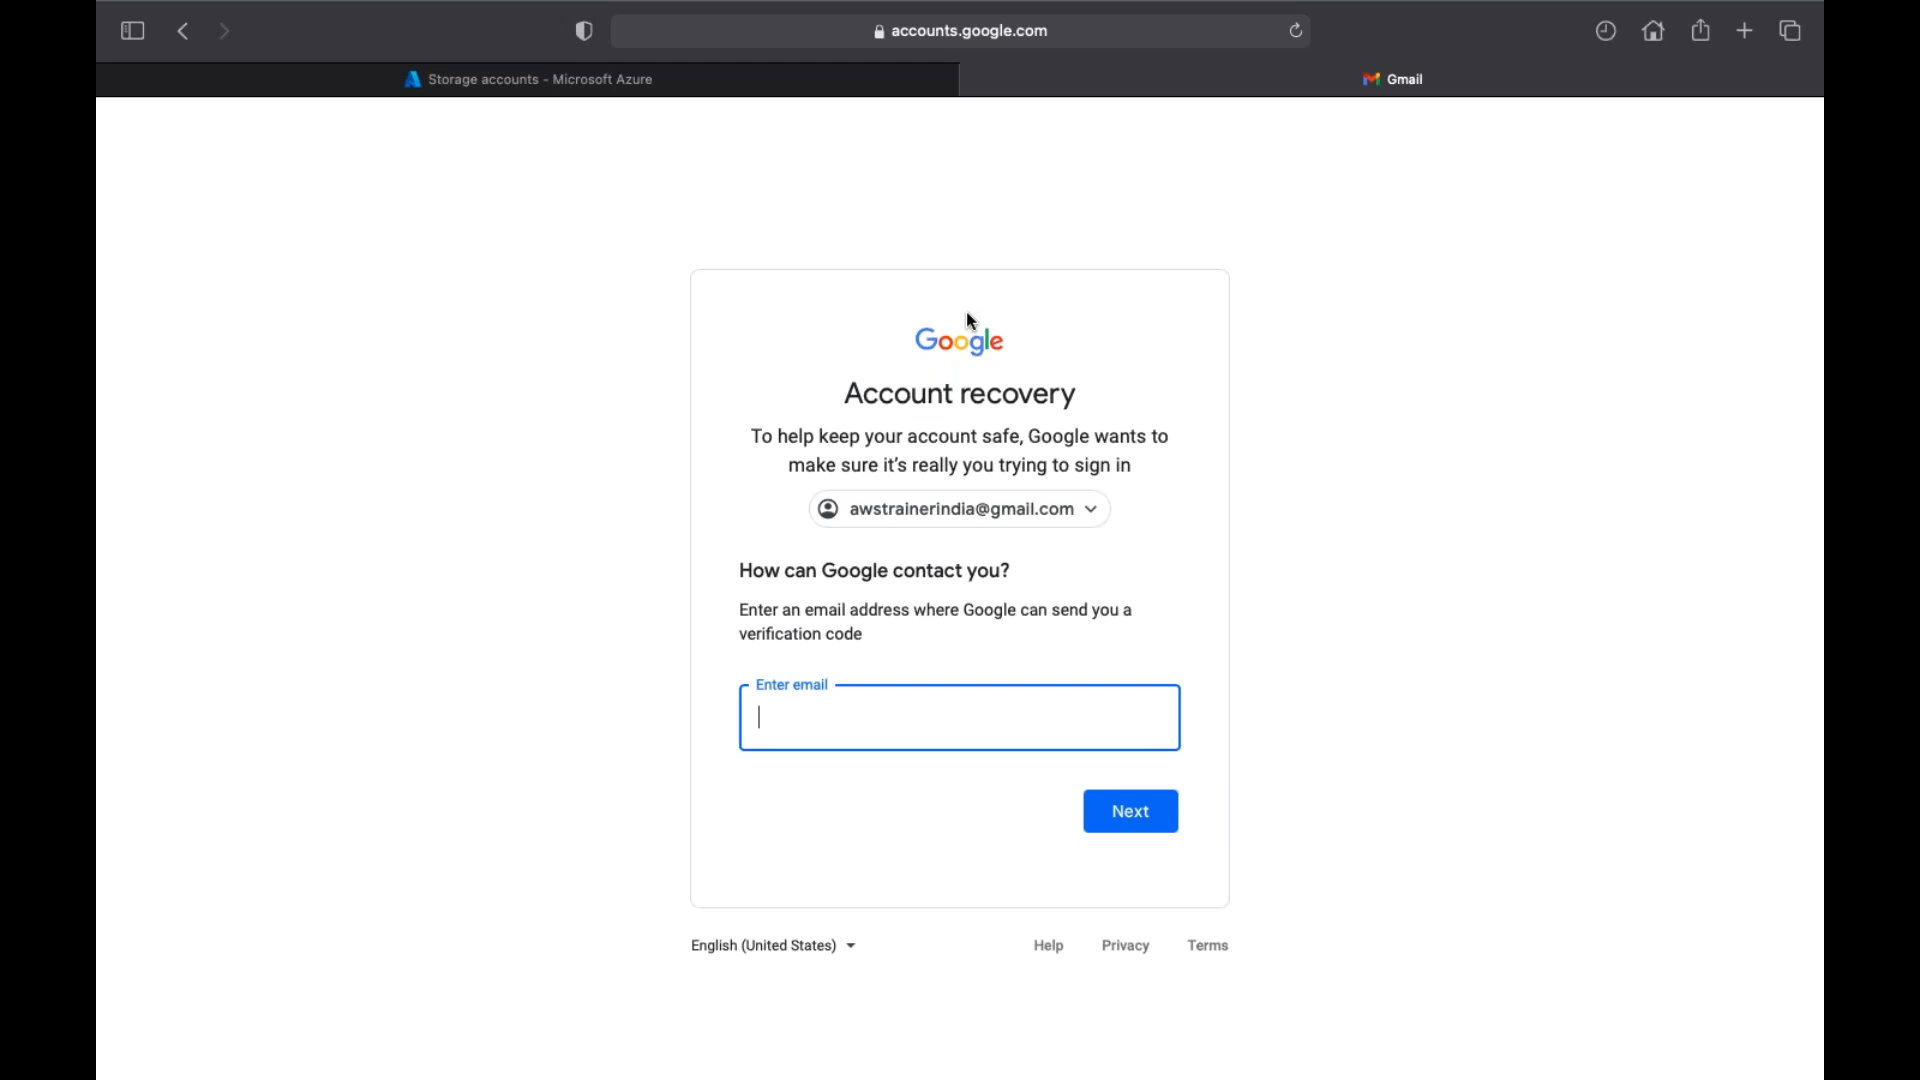 accounts.google.com
Storage accounts - Microsoft Azure
Gmail
Google
Account recovery
To help keep your account safe, Google wants to
make sure it's really you trying to sign in
awstrainerindia@gmail.com
How can Google contact you?
Enter an email address where Google can send you a
verification code
Enter email
Next
English (United States)
Help
Privacy
Terms